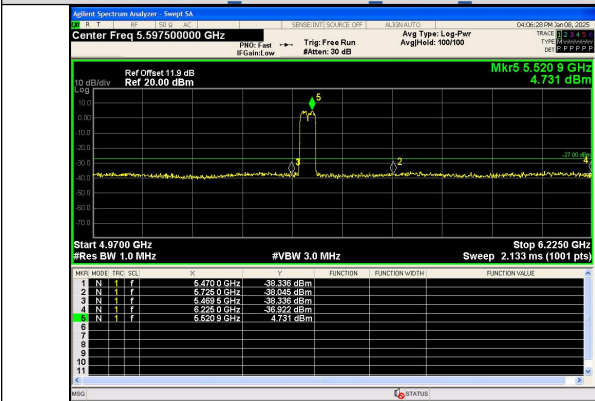 Agilent Spectrum Analyzer - Swept SA
R T RF 50 Ω AC SENSE:INT SOURCE OFF ALIGN AUTO 04:06:28 PM Jan 08, 2025
Center Freq 5.597500000 GHz
Avg Type: Log-Pwr
TRACE 1 2 3 4 5 6
PNO: Fast
Trig: Free Run
Avg|Hold: 100/100
TYPE
IFGain:Low
#Atten: 30 dB
DET P P P P P P
Mkr5 5.520 9 GHz
Ref Offset 11.9 dB
10 dB/div Ref 20.00 dBm
4.731 dBm
Log
10.0
0.00
-10.0
-20.0
-27.00 dBm
-30.0
-40.0
-50.0
-60.0
-70.0
5
3
2
4
Start 4.9700 GHz
Stop 6.2250 GHz
#Res BW 1.0 MHz
#VBW 3.0 MHz
Sweep 2.133 ms (1001 pts)
MKR MODE TRC SCL X Y FUNCTION FUNCTION WIDTH FUNCTION VALUE
1 N 1 f 5.470 0 GHz -38.336 dBm
2 N 1 f 5.725 0 GHz -38.045 dBm
3 N 1 f 5.469 5 GHz -38.336 dBm
4 N 1 f 6.225 0 GHz -36.922 dBm
5 N 1 f 5.520 9 GHz 4.731 dBm
6
7
8
9
10
11
MSG
STATUS